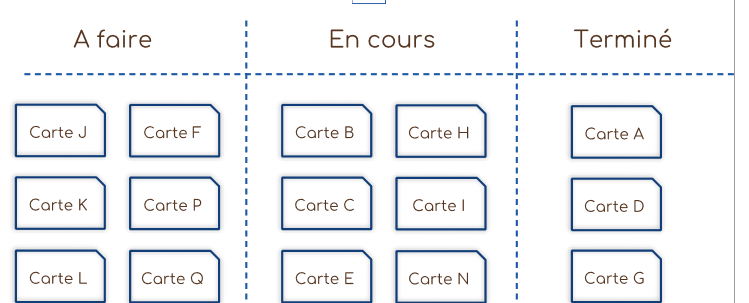 A faire
En cours
Terminé
Carte J
Carte F
Carte B
Carte H
Carte A
Carte K
Carte P
Carte C
Carte I
Carte D
Carte L
Carte Q
Carte E
Carte N
Carte G